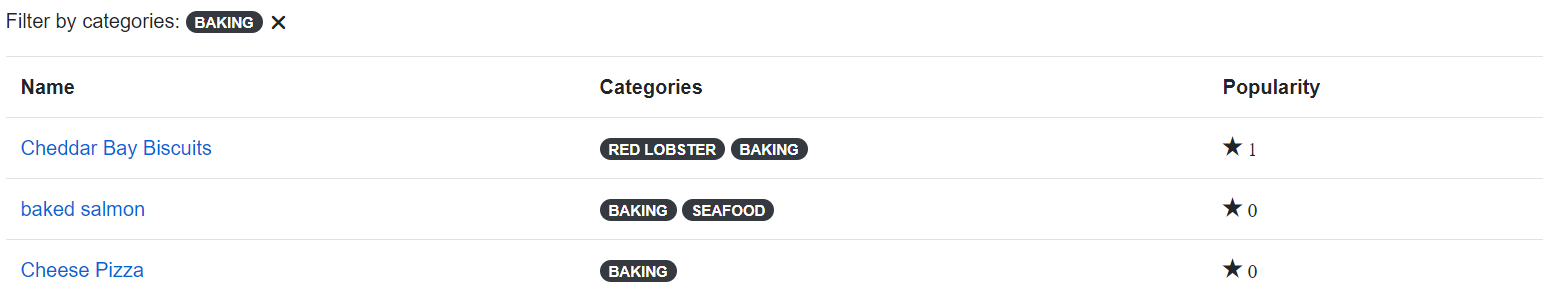 Filter by categories: BAKING ✕
Name Categories Popularity
Cheddar Bay Biscuits RED LOBSTER BAKING ★ 1
baked salmon BAKING SEAFOOD ★ 0
Cheese Pizza BAKING ★ 0